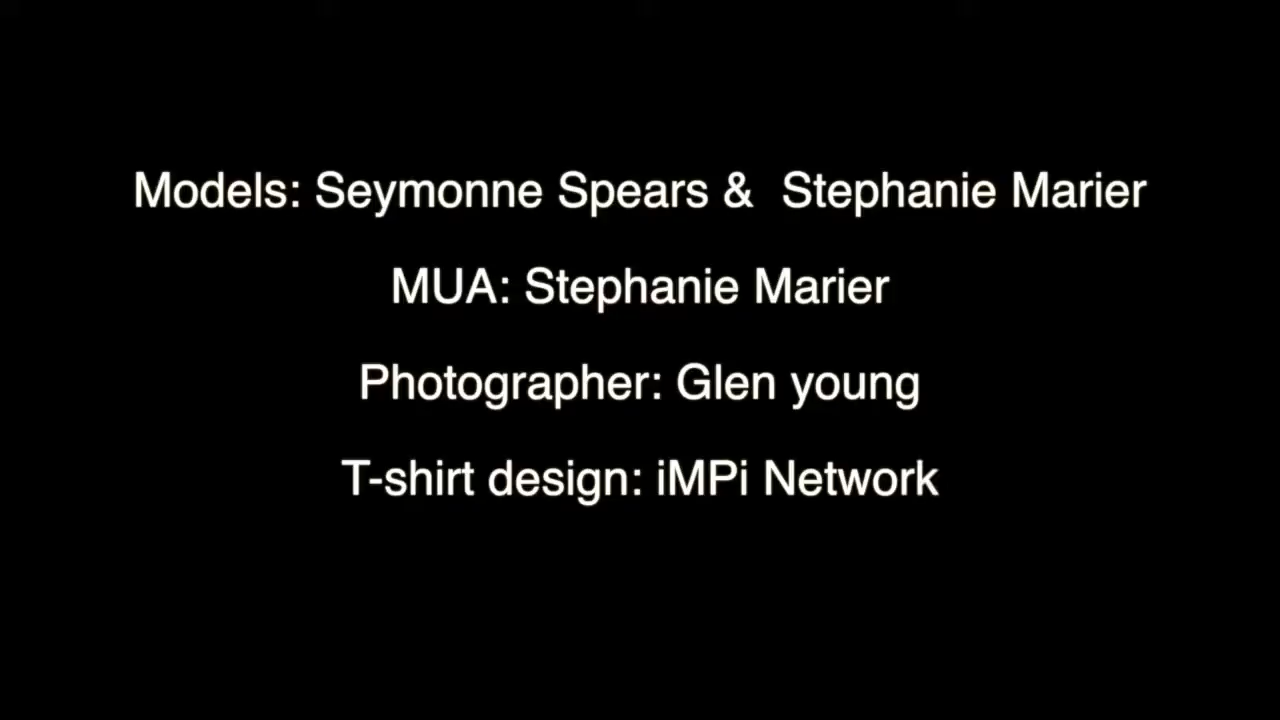 Models: Seymonne Spears &  Stephanie Marier
MUA: Stephanie Marier
Photographer: Glen young
T-shirt design: iMPi Network